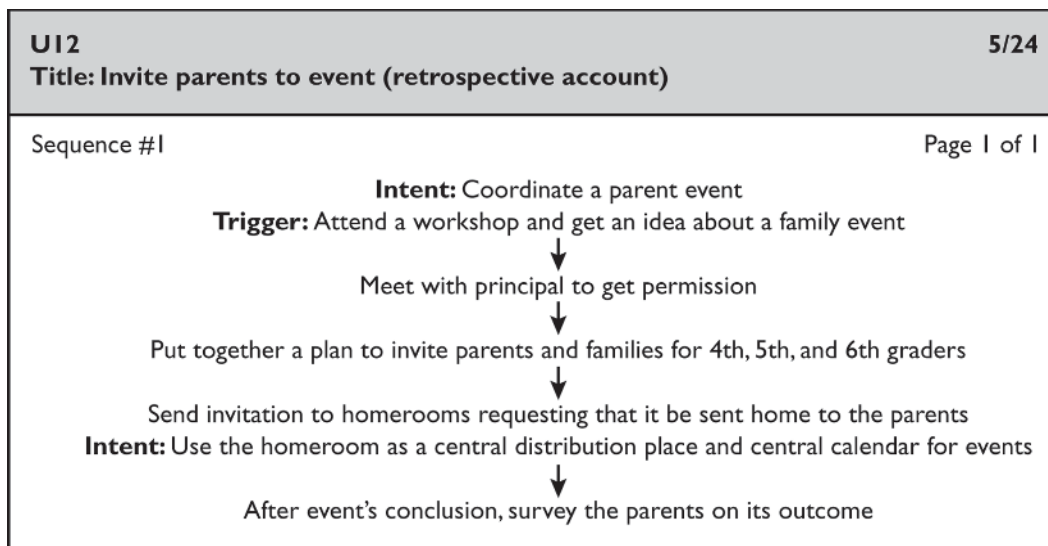 U12 5/24
Title: Invite parents to event (retrospective account)
Sequence #1 Page 1 of 1
Intent: Coordinate a parent event
Trigger: Attend a workshop and get an idea about a family event
Meet with principal to get permission
Put together a plan to invite parents and families for 4th, 5th, and 6th graders
Send invitation to homerooms requesting that it be sent home to the parents
Intent: Use the homeroom as a central distribution place and central calendar for events
After event's conclusion, survey the parents on its outcome